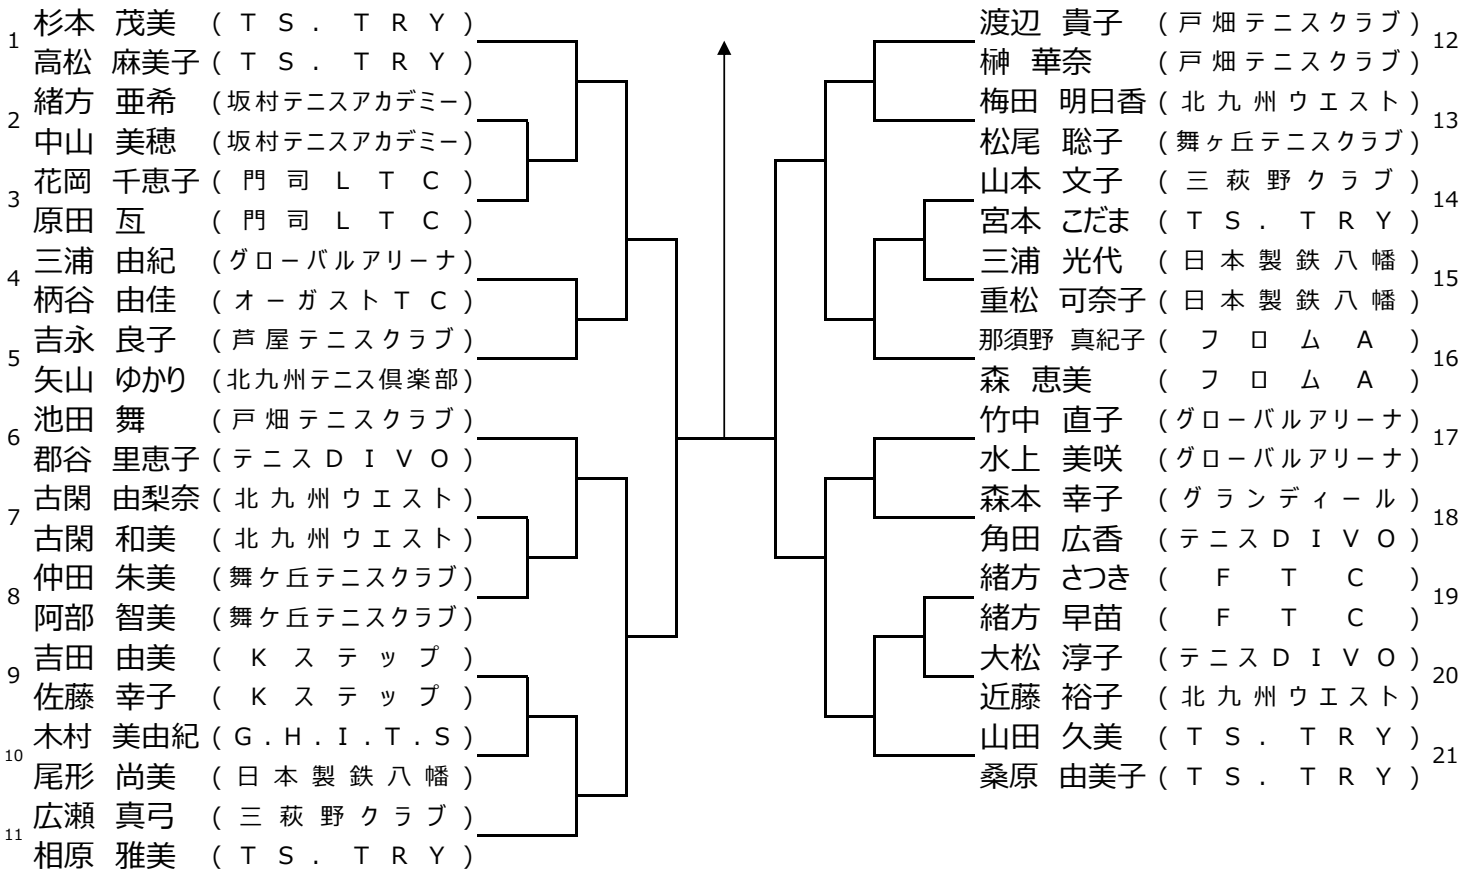 1
杉本 茂美 (TS.TRY)
高松 麻美子 (TS.TRY)
2
緒方 亜希 (坂村テニスアカデミー)
中山 美穂 (坂村テニスアカデミー)
3
花岡 千恵子 (門司LTC)
原田 亙 (門司LTC)
4
三浦 由紀 (グローバルアリーナ)
柄谷 由佳 (オーガストTC)
5
吉永 良子 (芦屋テニスクラブ)
矢山 ゆかり (北九州テニス倶楽部)
6
池田 舞 (戸畑テニスクラブ)
郡谷 里恵子 (テニスDIVO)
7
古閑 由梨奈 (北九州ウエスト)
古閑 和美 (北九州ウエスト)
8
仲田 朱美 (舞ケ丘テニスクラブ)
阿部 智美 (舞ケ丘テニスクラブ)
9
吉田 由美 (Kステップ)
佐藤 幸子 (Kステップ)
10
木村 美由紀 (G.H.I.T.S)
尾形 尚美 (日本製鉄八幡)
11
広瀬 真弓 (三萩野クラブ)
相原 雅美 (TS.TRY)
渡辺 貴子 (戸畑テニスクラブ)
榊 華奈 (戸畑テニスクラブ)
12
梅田 明日香 (北九州ウエスト)
松尾 聡子 (舞ヶ丘テニスクラブ)
13
山本 文子 (三萩野クラブ)
宮本 こだま (TS.TRY)
14
三浦 光代 (日本製鉄八幡)
重松 可奈子 (日本製鉄八幡)
15
那須野 真紀子 (フロムA)
森 恵美 (フロムA)
16
竹中 直子 (グローバルアリーナ)
水上 美咲 (グローバルアリーナ)
17
森本 幸子 (グランディール)
角田 広香 (テニスDIVO)
18
緒方 さつき (FTC)
緒方 早苗 (FTC)
19
大松 淳子 (テニスDIVO)
近藤 裕子 (北九州ウエスト)
20
山田 久美 (TS.TRY)
桑原 由美子 (TS.TRY)
21